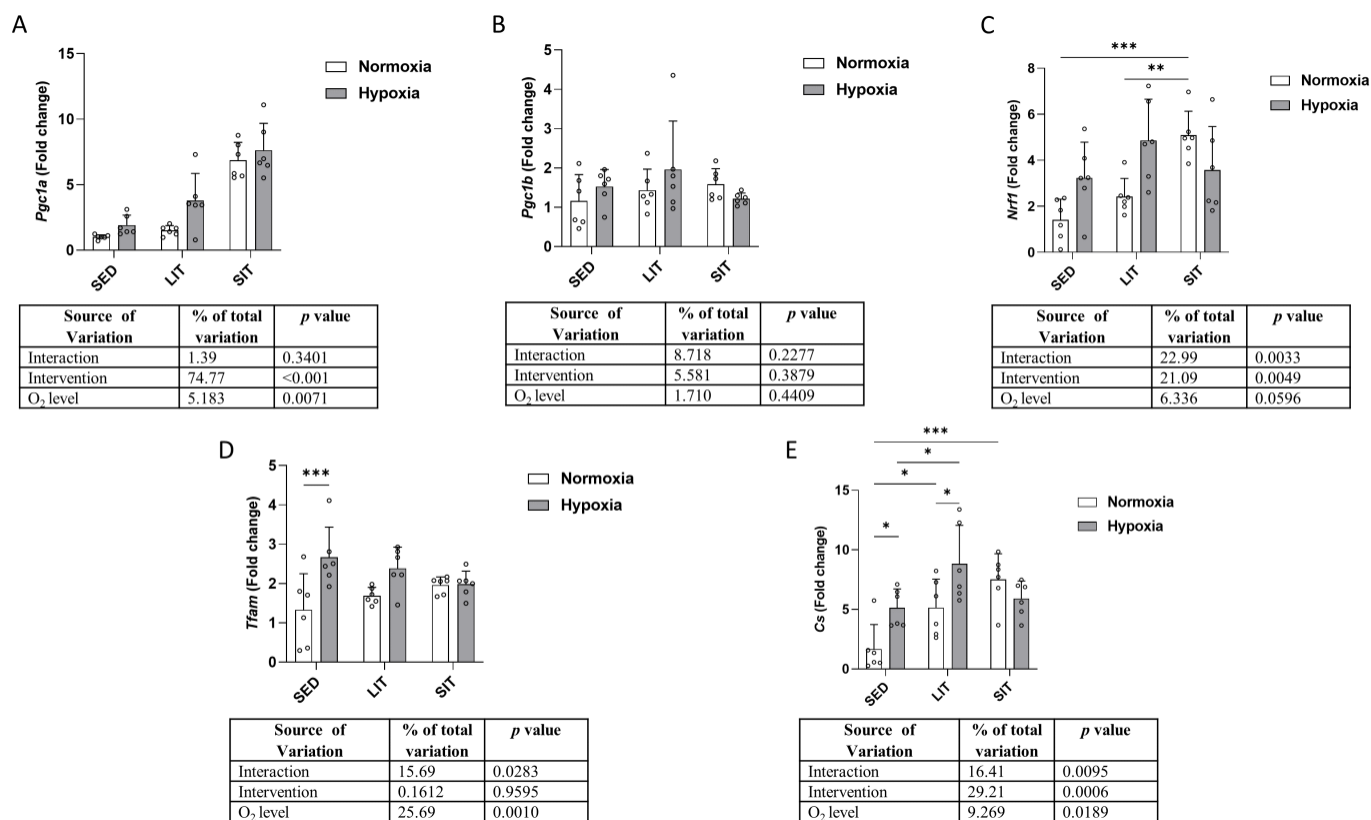 A
15
10
5
0
Pgc1a (Fold change)
SED
LIT
SIT
Normoxia
Hypoxia
Source of Variation
% of total variation
p value
Interaction
1.39
0.3401
Intervention
74.77
<0.001
O2 level
5.183
0.0071
B
5
4
3
2
1
0
Pgc1b (Fold change)
SED
LIT
SIT
Normoxia
Hypoxia
Source of Variation
% of total variation
p value
Interaction
8.718
0.2277
Intervention
5.581
0.3879
O2 level
1.710
0.4409
C
***
**
8
6
4
2
0
Nrf1 (Fold change)
SED
LIT
SIT
Normoxia
Hypoxia
Source of Variation
% of total variation
p value
Interaction
22.99
0.0033
Intervention
21.09
0.0049
O2 level
6.336
0.0596
D
***
5
4
3
2
1
0
Tfam (Fold change)
SED
LIT
SIT
Normoxia
Hypoxia
Source of Variation
% of total variation
p value
Interaction
15.69
0.0283
Intervention
0.1612
0.9595
O2 level
25.69
0.0010
E
***
*
*
*
*
15
10
5
0
Cs (Fold change)
SED
LIT
SIT
Normoxia
Hypoxia
Source of Variation
% of total variation
p value
Interaction
16.41
0.0095
Intervention
29.21
0.0006
O2 level
9.269
0.0189